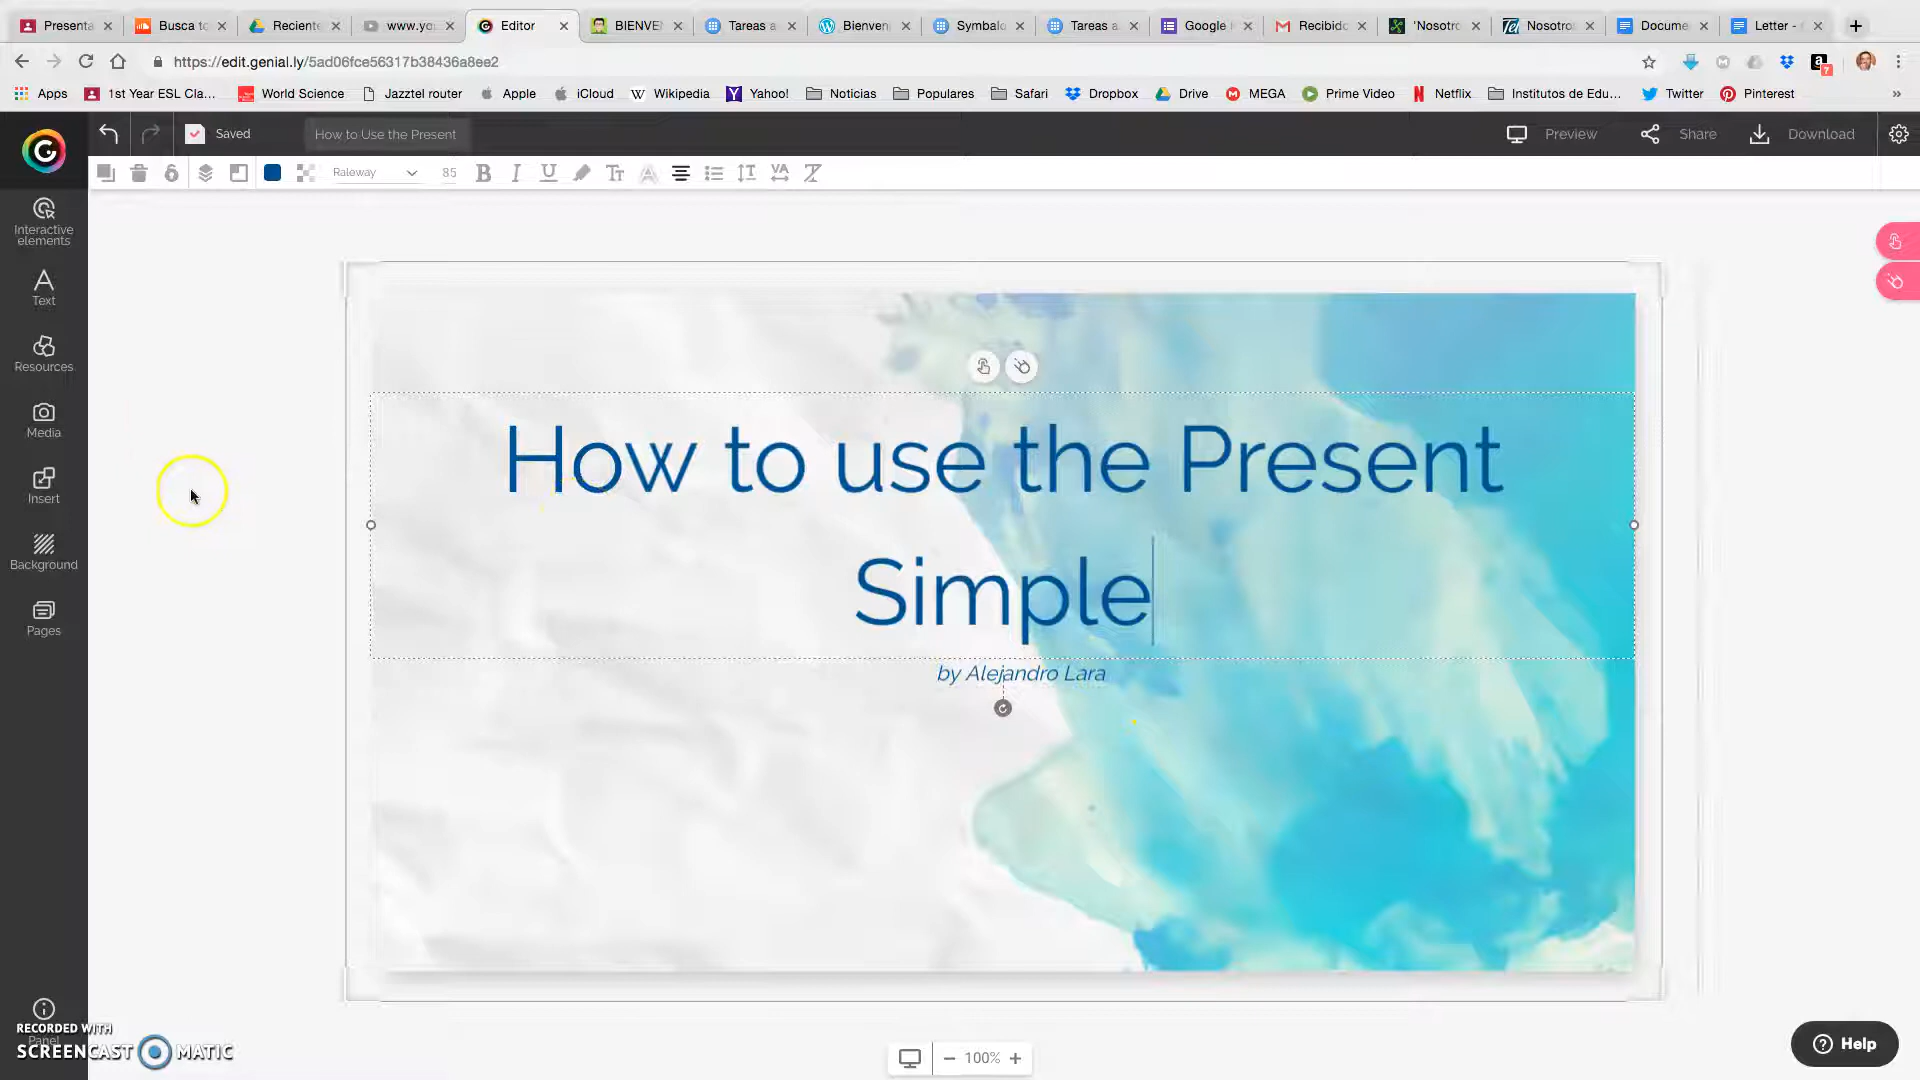 Presenta
Busca to
Reciente
www.yo
Editor
BIENVE
Tareas a
Bienven
Symbalo
Tareas a
Google
Recibido
'Nosotro
Nosotro
Docume
Letter -
https://edit.genial.ly/5ad06fce56317b38436a8ee2
7
Apps
1st Year ESL Cla...
World Science
Jazztel router
Apple
iCloud
Wikipedia
Yahoo!
Noticias
Populares
Safari
Dropbox
Drive
MEGA
Prime Video
Netflix
Institutos de Edu...
Twitter
Pinterest
»
Saved
How to Use the Present
Preview
Share
Download
Raleway
85
Interactive
elements
Text
Resources
Media
Insert
Background
Pages
How to use the Present
Simple
by Alejandro Lara
RECORDED WITH
SCREENCAST MATIC
100%
Help